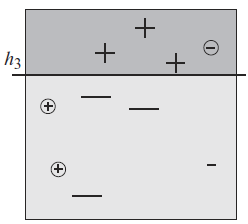 +
+ + ⊖
h₃
⊕ — —
⊕ -
—